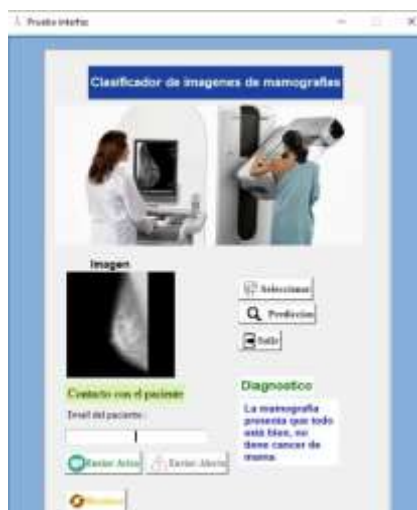 Prueba Interfaz
Clasificador de imagenes de mamografias
Imagen
Seleccionar
Prediccion
Salir
Contacto con el paciente
Diagnostico
Email del paciente :
La mamografia
presenta que todo
está bien, no
tiene cancer de
mama.
Enviar Aviso
Enviar Alerta